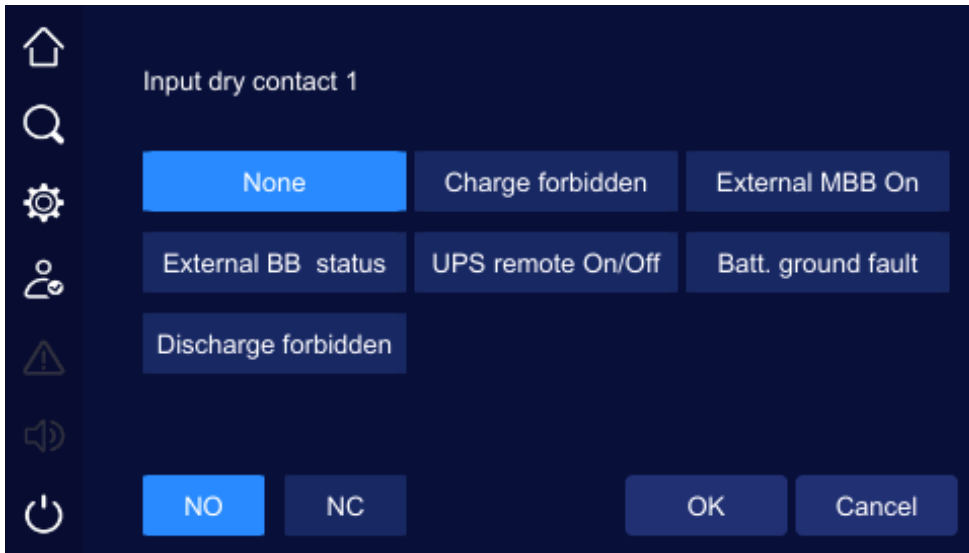 Input dry contact 1
None Charge forbidden External MBB On
External BB status UPS remote On/Off Batt. ground fault
Discharge forbidden
NO NC OK Cancel